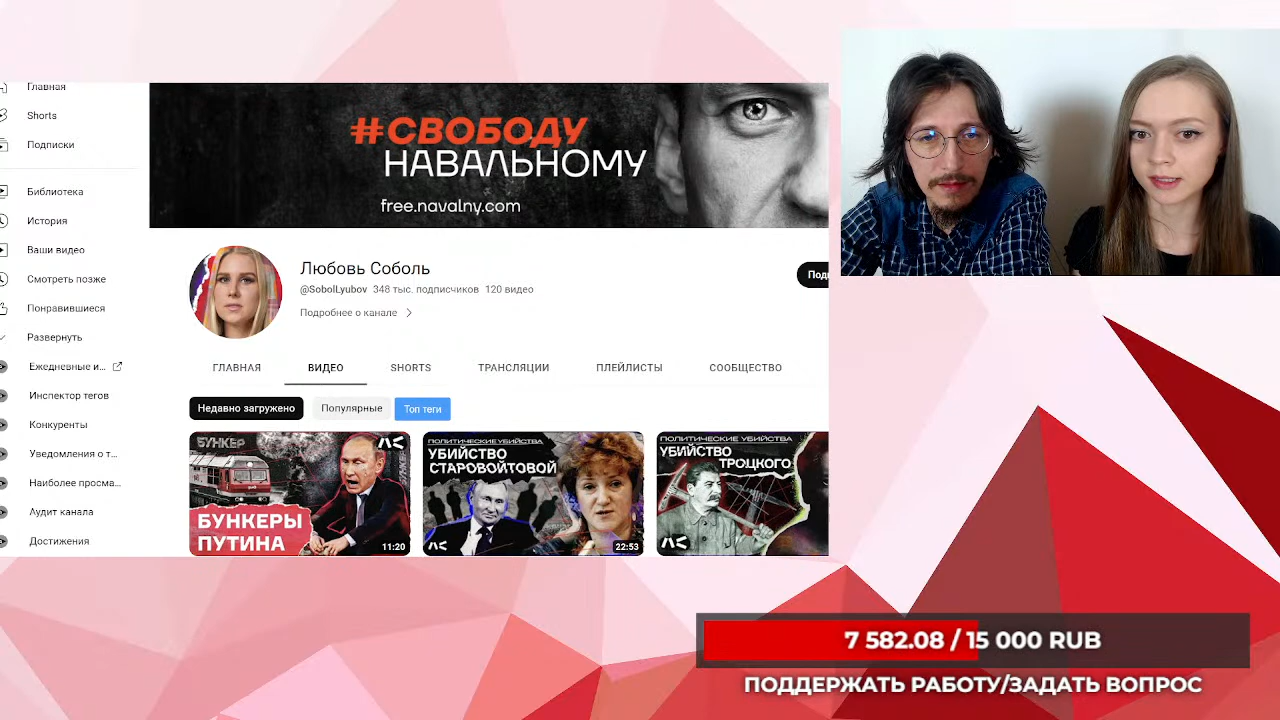 Главная
Shorts
Подписки
Библиотека
История
Ваши видео
Смотреть позже
Понравившиеся
Развернуть
Ежедневные и...
Инспектор тегов
Конкуренты
Уведомления о т...
Наиболее просма...
Аудит канала
Достижения
#СВОБОДУ
НАВАЛЬНОМУ
free.navalny.com
Любовь Соболь
@SobolLyubov 348 тыс. подписчиков 120 видео
Подробнее о канале
Под
ГЛАВНАЯ ВИДЕО SHORTS ТРАНСЛЯЦИИ ПЛЕЙЛИСТЫ СООБЩЕСТВО
Недавно загружено Популярные Топ теги
БУНКЕР
БУНКЕРЫ
ПУТИНА
11:20
ПОЛИТИЧЕСКИЕ УБИЙСТВА
УБИЙСТВО
СТАРОВОЙТОВОЙ
22:53
ПОЛИТИЧЕСКИЕ УБИЙСТВА
УБИЙСТВО
ТРОЦКОГО
7 582.08 / 15 000 RUB
ПОДДЕРЖАТЬ РАБОТУ/ЗАДАТЬ ВОПРОС